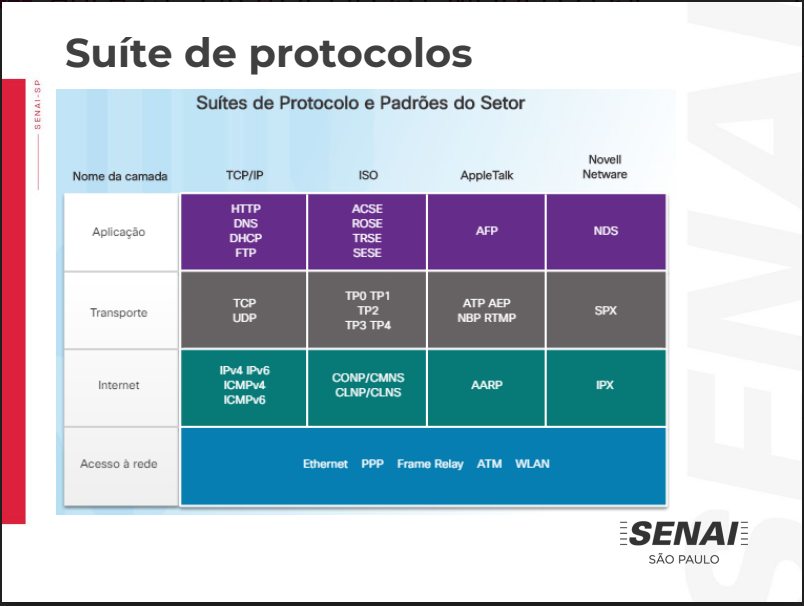 Suíte de protocolos
SENAI-SP
Suítes de Protocolo e Padrões do Setor
Nome da camada
TCP/IP
ISO
AppleTalk
Novell
Netware
Aplicação
HTTP
DNS
DHCP
FTP
ACSE
ROSE
TRSE
SESE
AFP
NDS
Transporte
TCP
UDP
TP0 TP1
TP2
TP3 TP4
ATP AEP
NBP RTMP
SPX
Internet
IPv4 IPv6
ICMPv4
ICMPv6
CONP/CMNS
CLNP/CLNS
AARP
IPX
Acesso à rede
Ethernet PPP Frame Relay ATM WLAN
SENAI
SÃO PAULO
SENAI